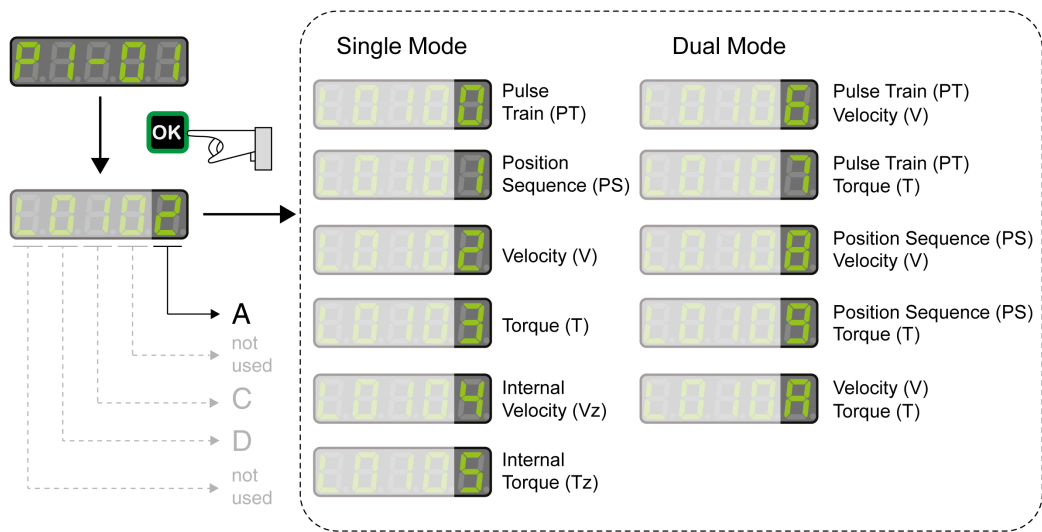 P1-01
OK
L0102
A
not
used
C
D
not
used
Single Mode
L0100
Pulse
Train (PT)
L0101
Position
Sequence (PS)
L0102
Velocity (V)
L0103
Torque (T)
L0104
Internal
Velocity (Vz)
L0105
Internal
Torque (Tz)
Dual Mode
L0106
Pulse Train (PT)
Velocity (V)
L0107
Pulse Train (PT)
Torque (T)
L0108
Position Sequence (PS)
Velocity (V)
L0109
Position Sequence (PS)
Torque (T)
L010A
Velocity (V)
Torque (T)